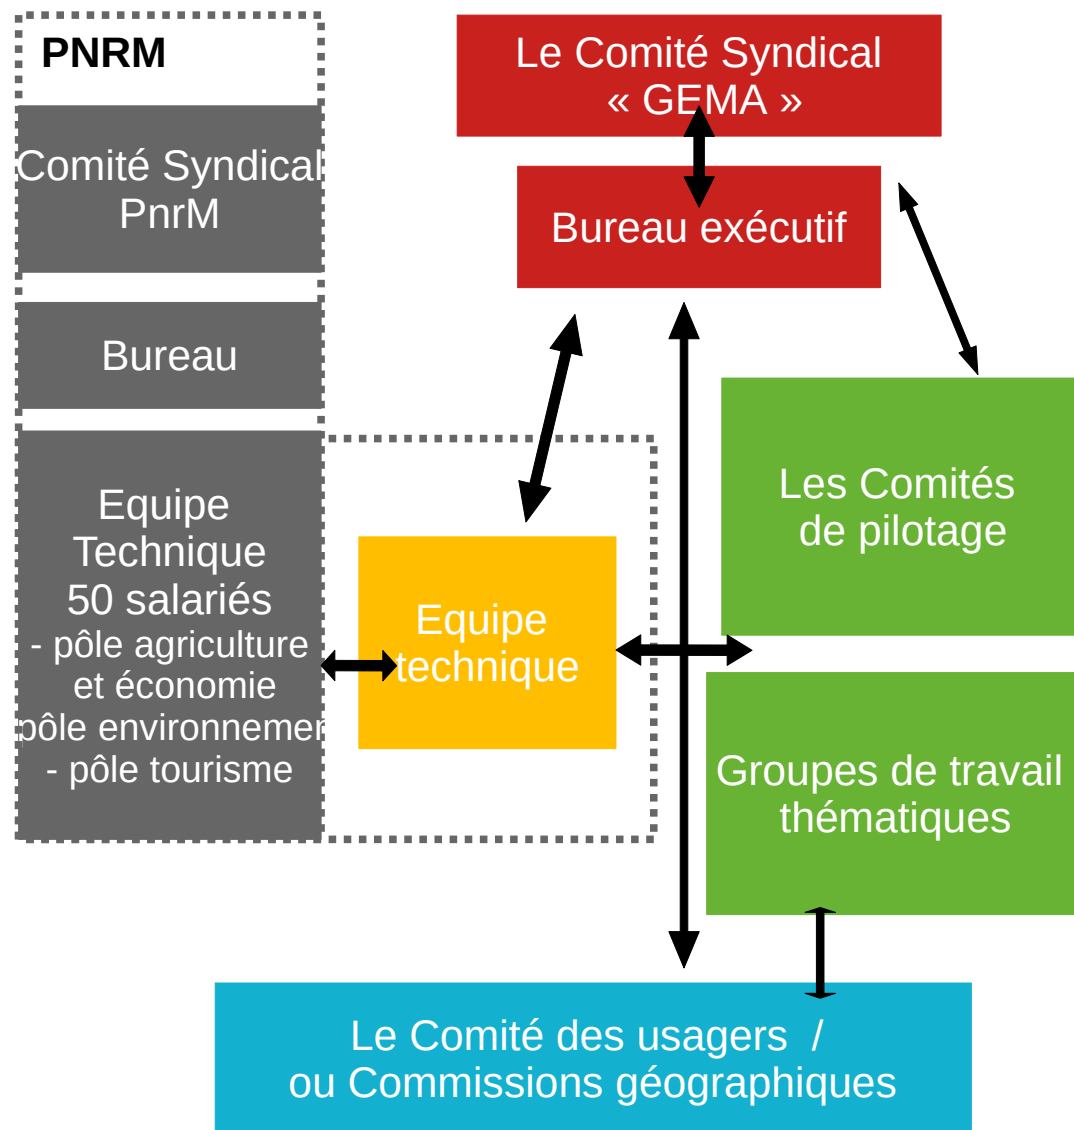 PNRM
Comité Syndical
PnrM
Bureau
Equipe
Technique
50 salariés
- pôle agriculture
et économie
pôle environnemen
- pôle tourisme
Le Comité Syndical
« GEMA »
Bureau exécutif
Equipe
technique
Les Comités
de pilotage
Groupes de travail
thématiques
Le Comité des usagers /
ou Commissions géographiques